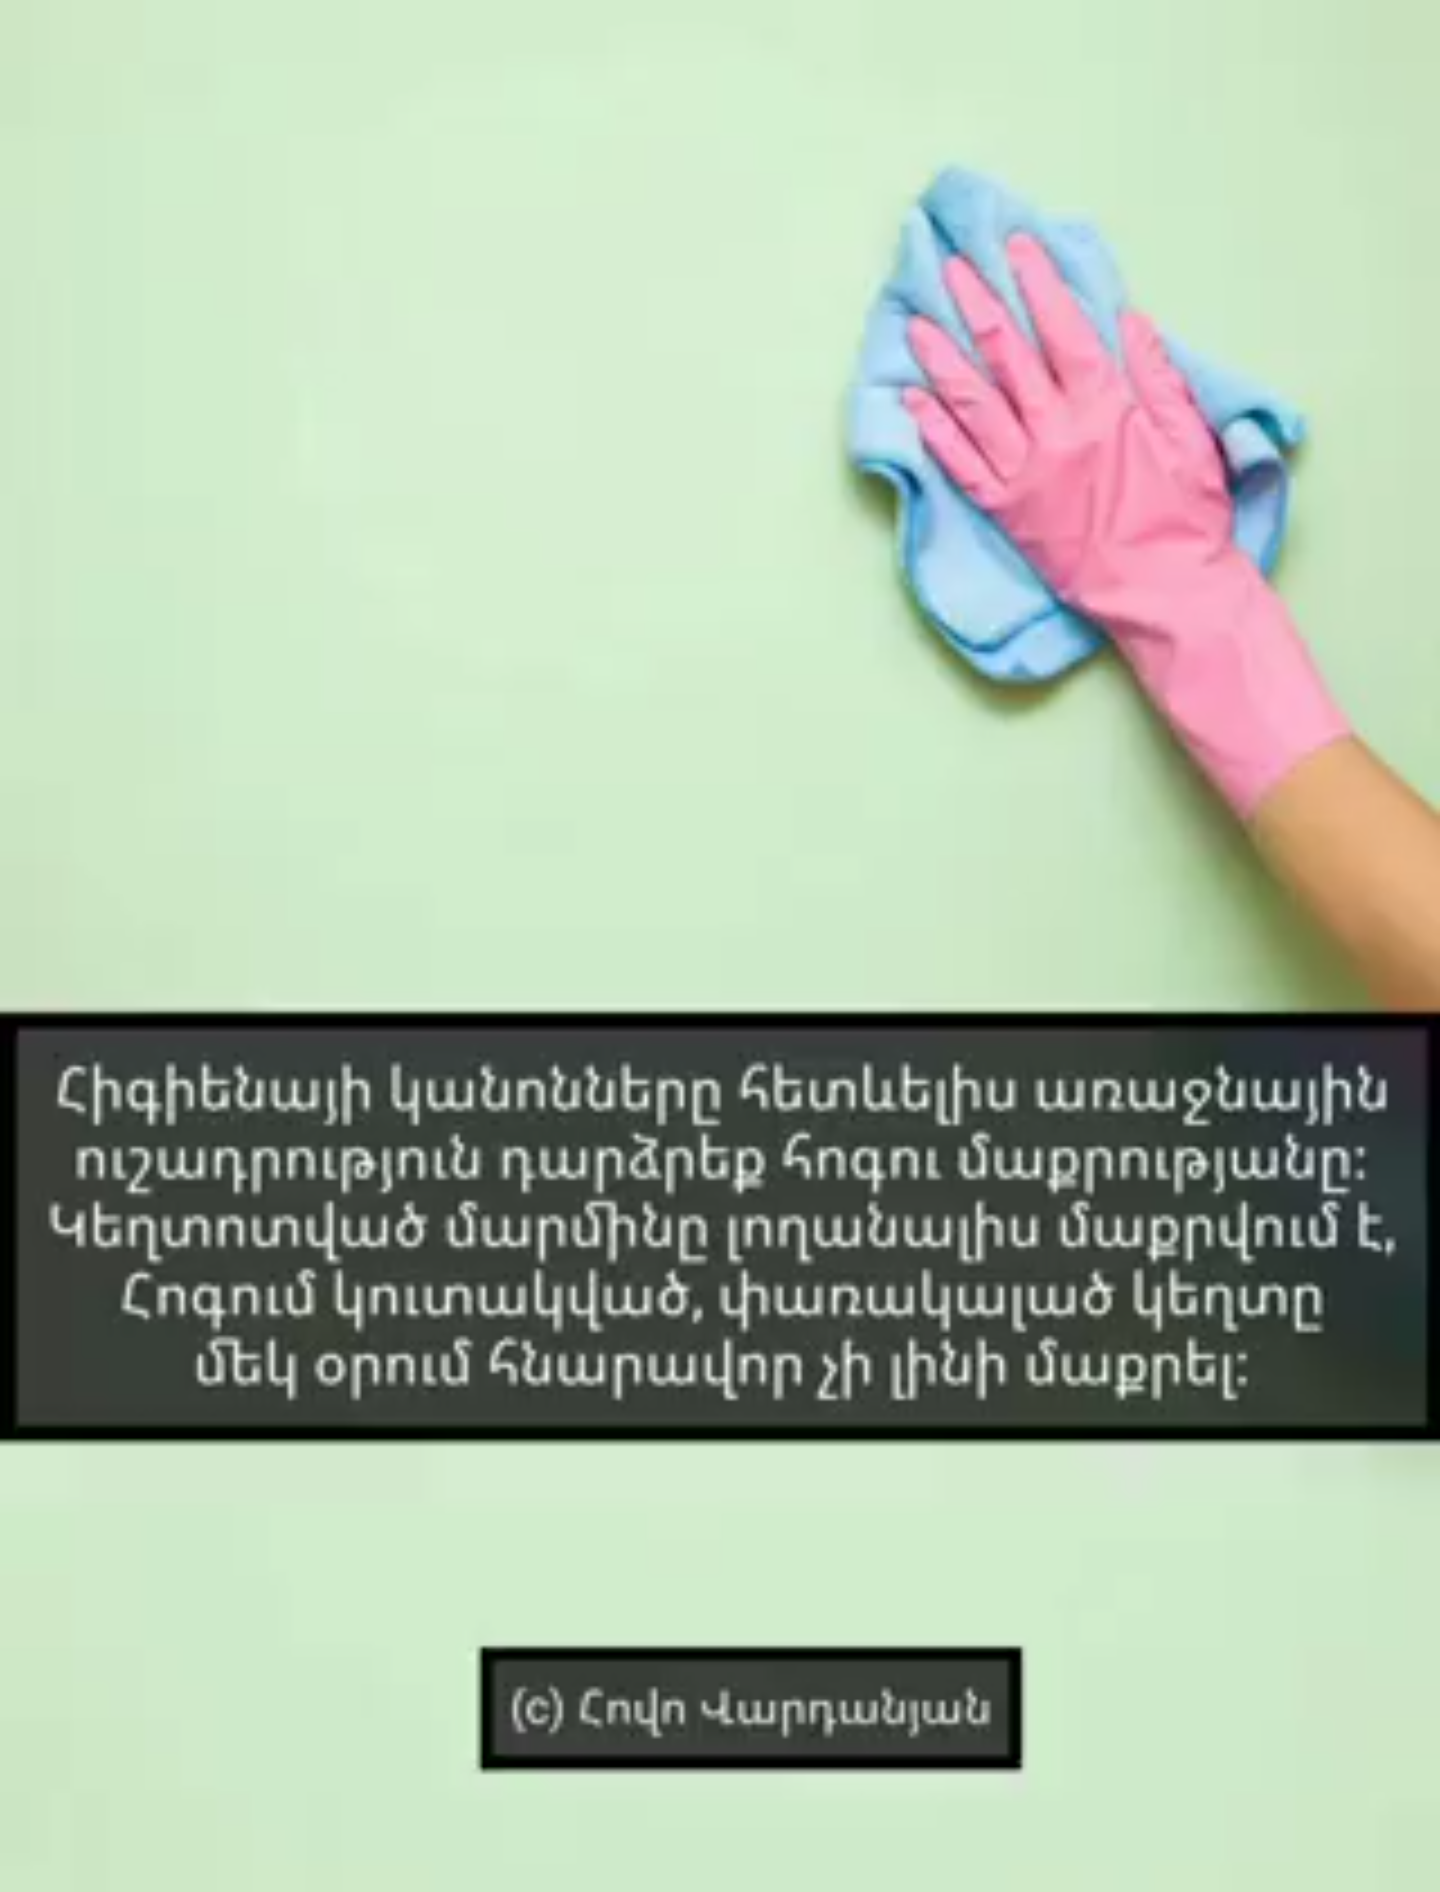 Հիգիենայի կանոնները հետևելիս առաջնային
ուշադրություն դարձրեք հոգու մաքրությանը:
Կեղտոտված մարմինը լողանալիս մաքրվում է,
Հոգում կուտակված, փառակալած կեղտը
մեկ օրում հնարավոր չի լինի մաքրել:
(c) Հովո Վարդանյան